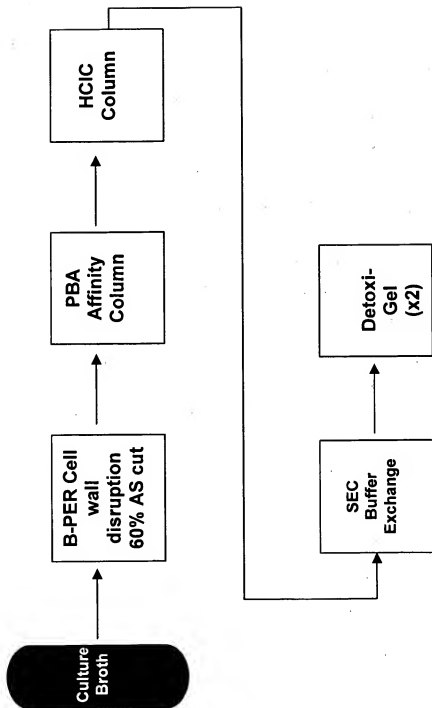 Culture
Broth
B-PER Cell
wall
disruption
60% AS cut
PBA
Affinity
Column
HCIC
Column
SEC
Buffer
Exchange
Detoxi-
Gel
(x2)